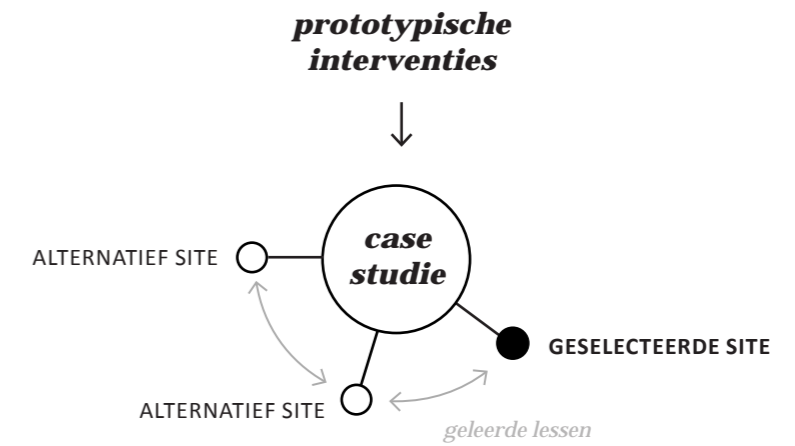 prototypische
interventies
case
studie
ALTERNATIEF SITE
GESELECTEERDE SITE
ALTERNATIEF SITE
geleerde lessen